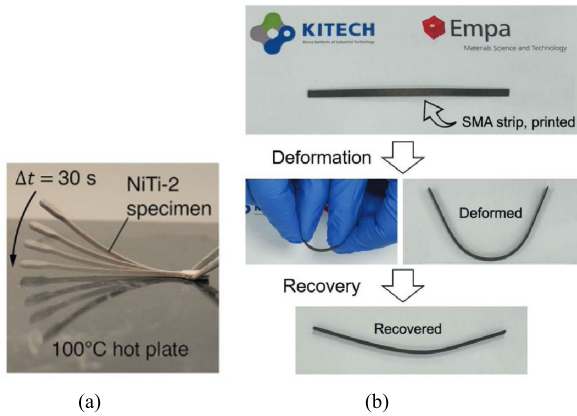 KITECH
Korea Institute of Industrial Technology
Empa
Materials Science and Technology
SMA strip, printed
Deformation
Δt = 30 s
NiTi-2
specimen
Deformed
Recovery
100°C hot plate
Recovered
(a)
(b)